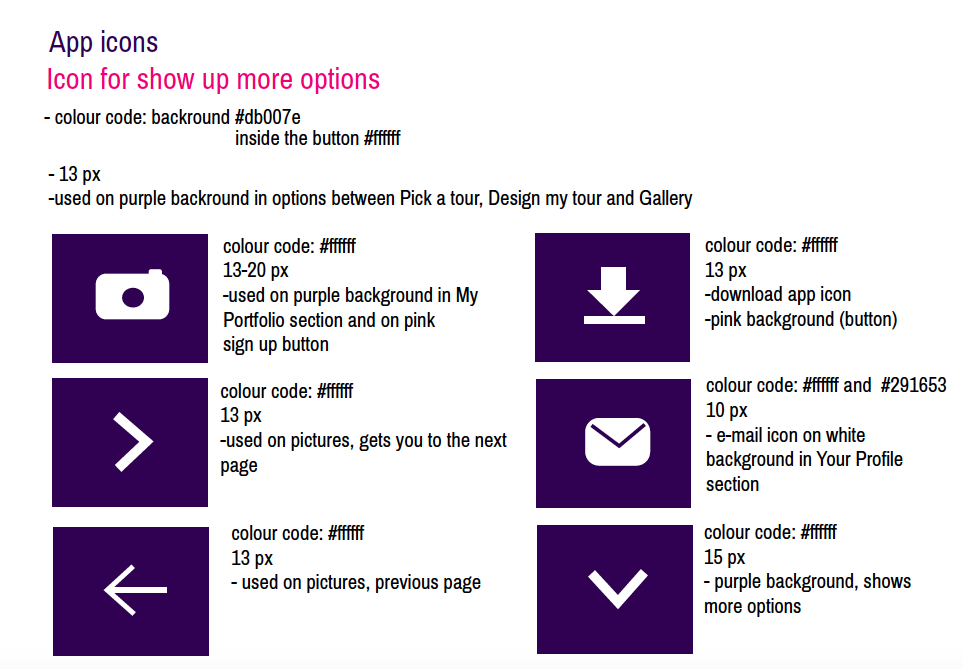 App icons
Icon for show up more options
- colour code: backround #db007e
inside the button #ffffff
- 13 px
-used on purple backround in options between Pick a tour, Design my tour and Gallery
colour code: #ffffff
13-20 px
-used on purple background in My
Portfolio section and on pink
sign up button
colour code: #ffffff
13 px
-download app icon
-pink background (button)
colour code: #ffffff
13 px
-used on pictures, gets you to the next
page
colour code: #ffffff and #291653
10 px
- e-mail icon on white
background in Your Profile
section
colour code: #ffffff
13 px
- used on pictures, previous page
colour code: #ffffff
15 px
- purple background, shows
more options